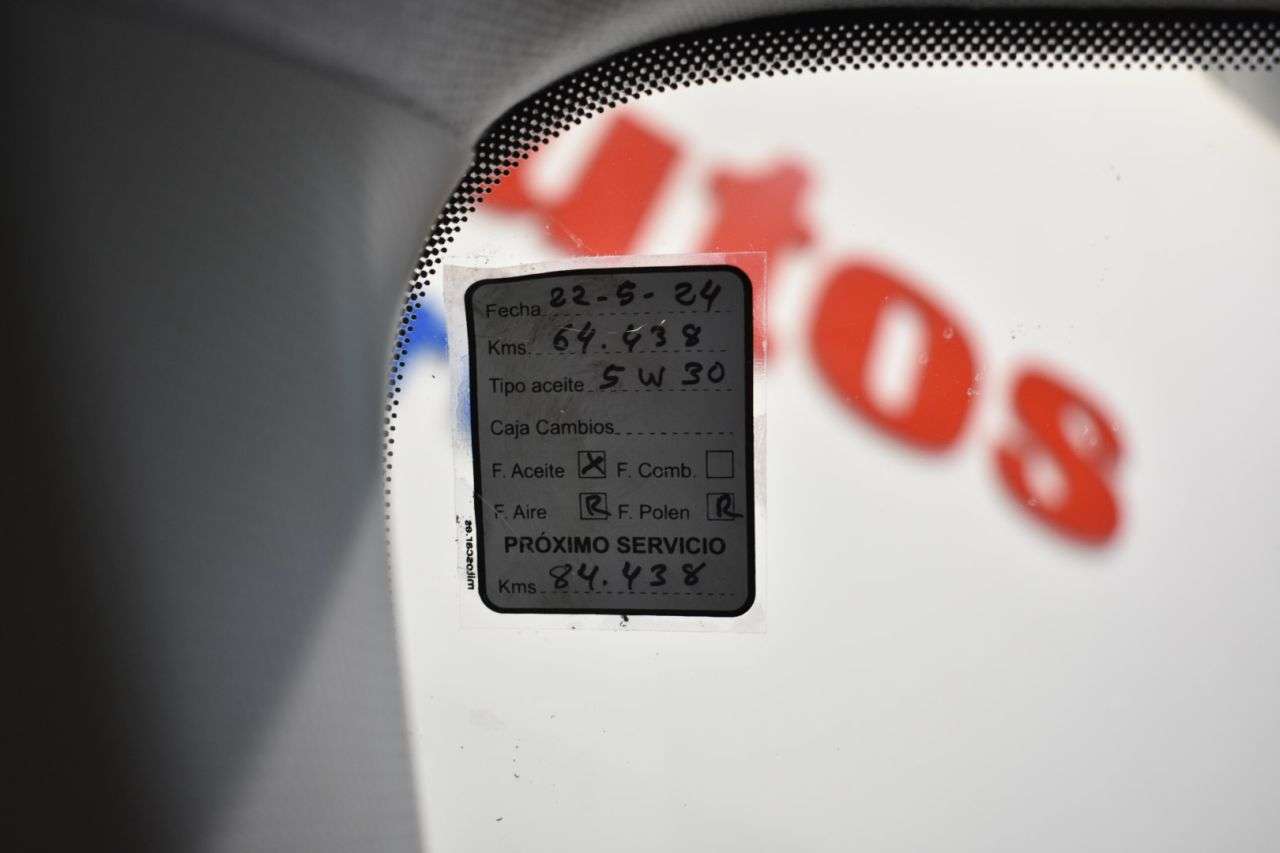 utos
Fecha 22-5-24
Kms. 64.438
Tipo aceite 5W30
Caja Cambios
F. Aceite X F. Comb.
F. Aire R F. Polen R
PRÓXIMO SERVICIO
Kms 84.438